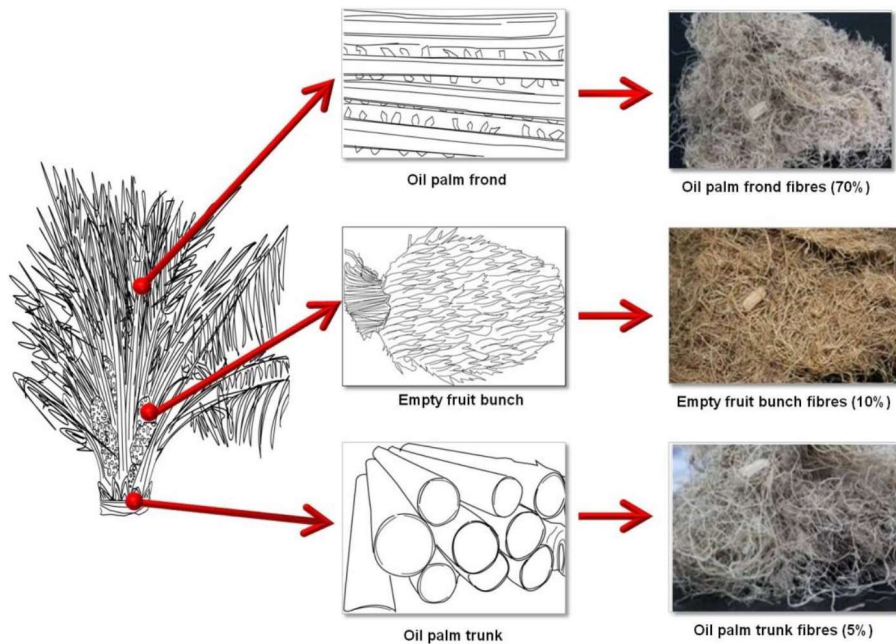 Oil palm frond
Oil palm frond fibres (70%)
Empty fruit bunch
Empty fruit bunch fibres (10%)
Oil palm trunk
Oil palm trunk fibres (5%)